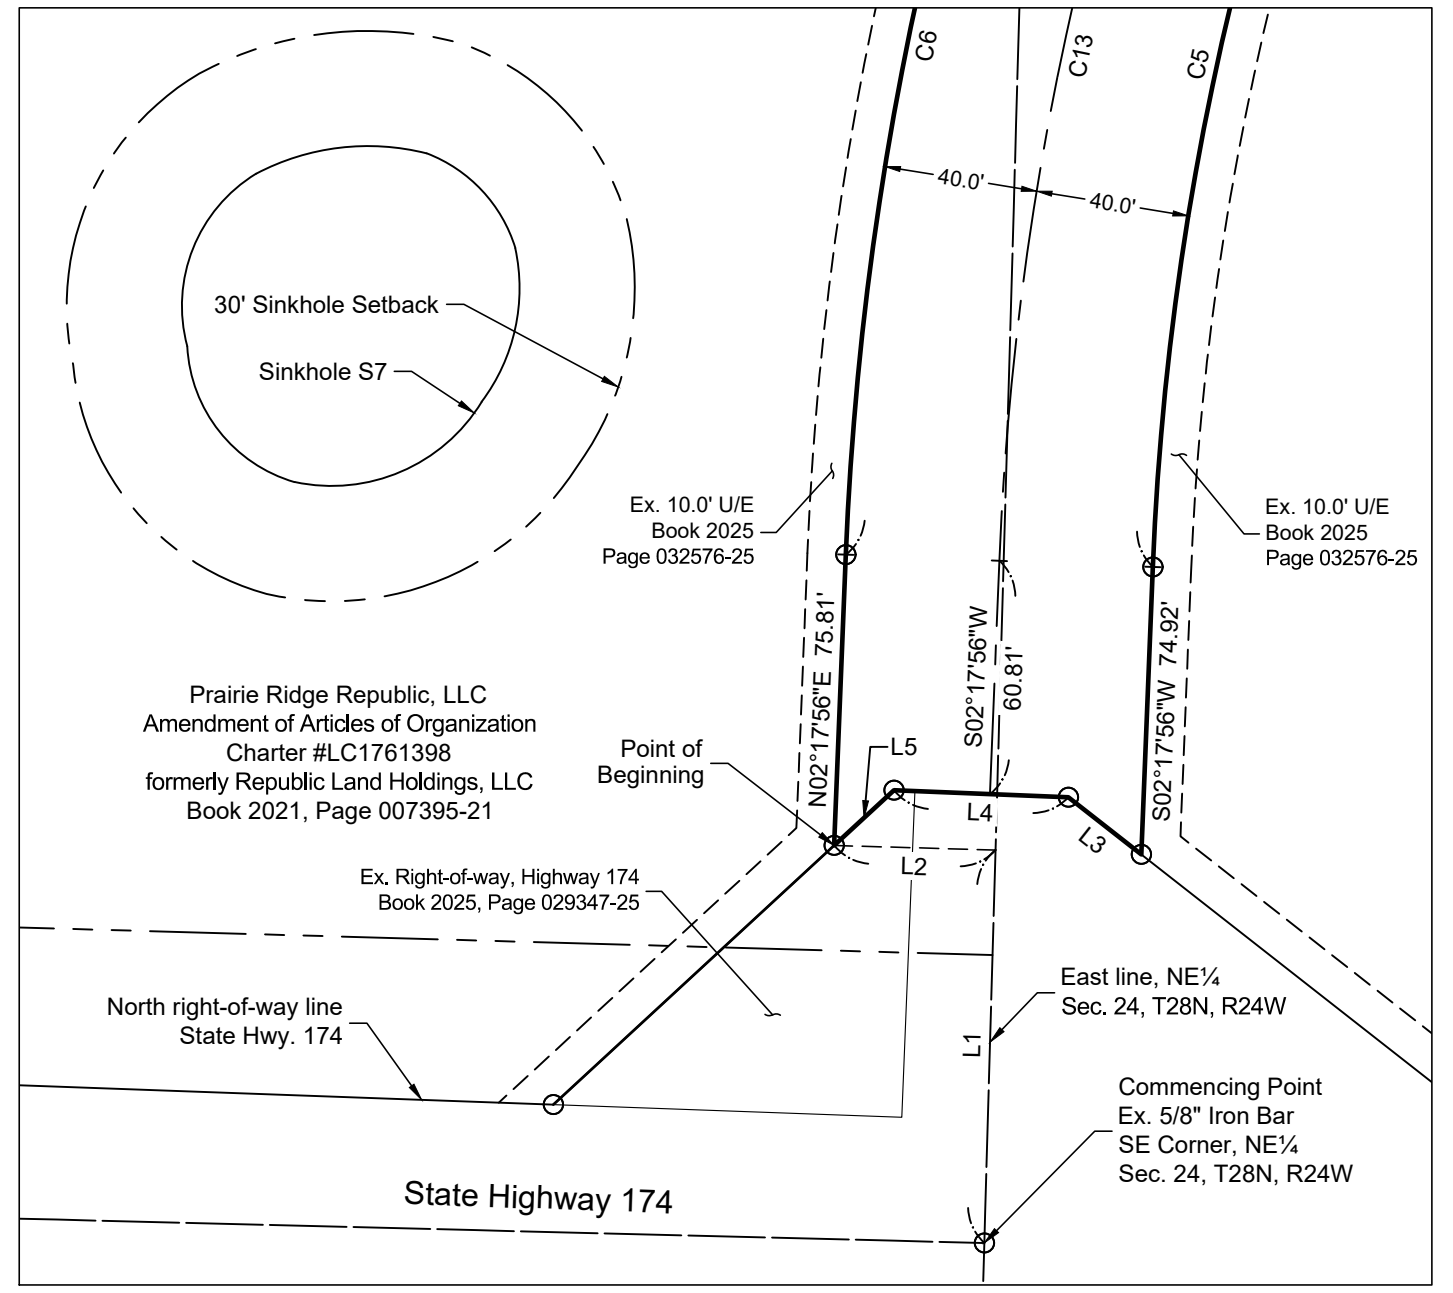 C6
C13
C5
40.0'
40.0'
30' Sinkhole Setback
Sinkhole S7
Ex. 10.0' U/E
Book 2025
Page 032576-25
Ex. 10.0' U/E
Book 2025
Page 032576-25
N02°17'56"E 75.81'
S02°17'56"W
60.81'
S02°17'56"W 74.92'
Prairie Ridge Republic, LLC
Amendment of Articles of Organization
Charter #LC1761398
formerly Republic Land Holdings, LLC
Book 2021, Page 007395-21
Point of
Beginning
L5
L4
L3
L2
Ex. Right-of-way, Highway 174
Book 2025, Page 029347-25
North right-of-way line
State Hwy. 174
L1
East line, NE¼
Sec. 24, T28N, R24W
Commencing Point
Ex. 5/8" Iron Bar
SE Corner, NE¼
Sec. 24, T28N, R24W
State Highway 174